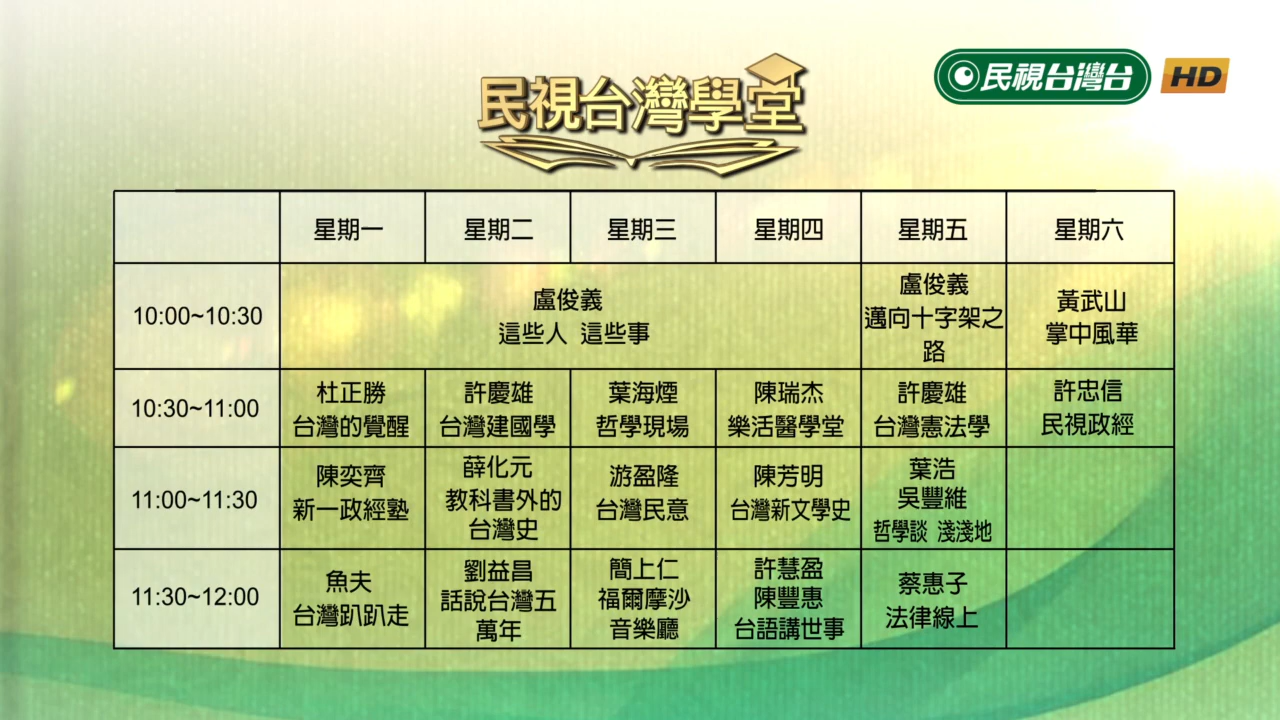 民視台灣學堂
民視台灣台 HD
星期一 星期二 星期三 星期四 星期五 星期六
10:00~10:30
盧俊義
這些人 這些事
盧俊義
邁向十字架之
路
黃武山
掌中風華
10:30~11:00
杜正勝
台灣的覺醒
許慶雄
台灣建國學
葉海煙
哲學現場
陳瑞杰
樂活醫學堂
許慶雄
台灣憲法學
許忠信
民視政經
11:00~11:30
陳奕齊
新一政經塾
薛化元
教科書外的
台灣史
游盈隆
台灣民意
陳芳明
台灣新文學史
葉浩
吳豐維
哲學談 淺淺地
11:30~12:00
魚夫
台灣趴趴走
劉益昌
話說台灣五
萬年
簡上仁
福爾摩沙
音樂廳
許慧盈
陳豐惠
台語講世事
蔡惠子
法律線上